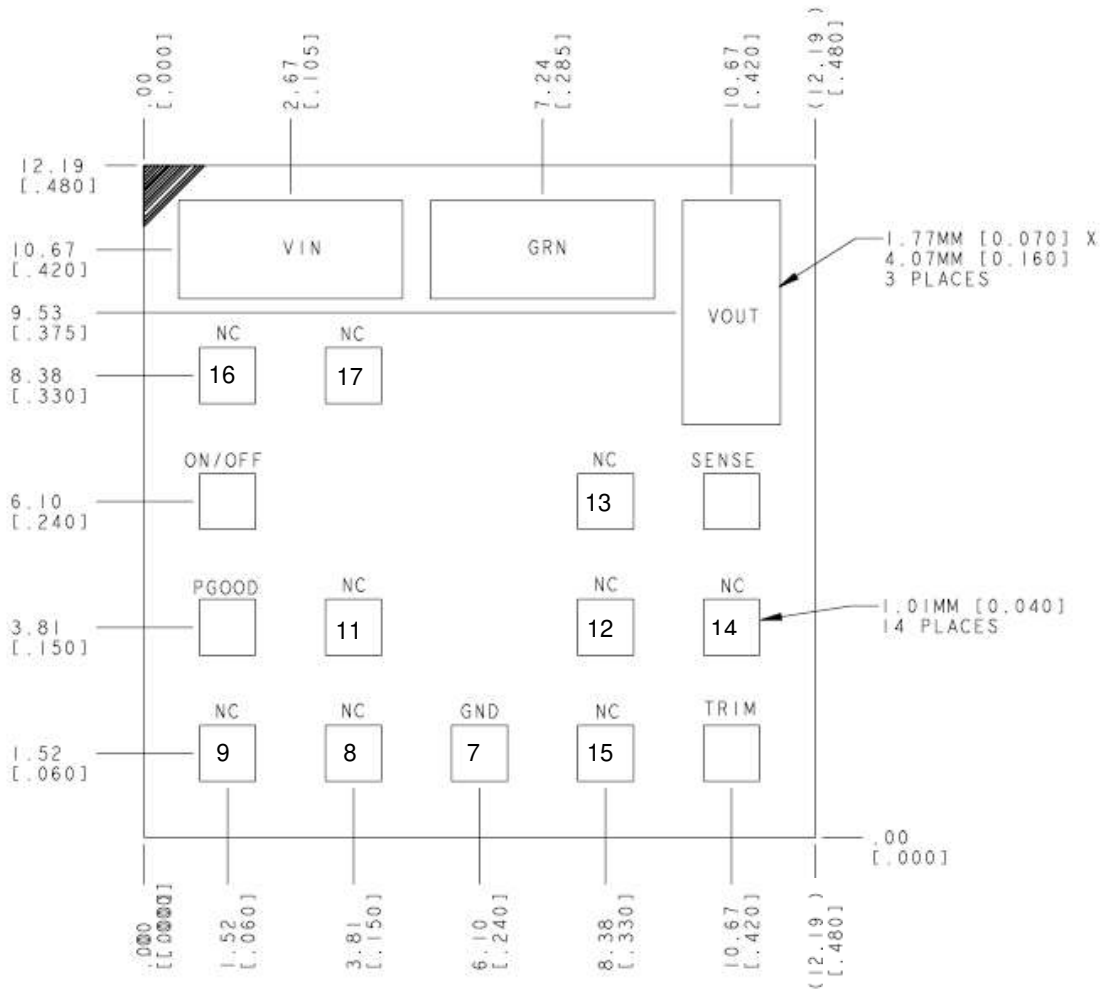 .00
[.000]
2.67
[.105]
7.24
[.285]
10.67
[.420]
(12.19 )
[.480]
12.19
[.480]
10.67
[.420]
VIN
GRN
1.77MM [0.070] X
4.07MM [0.160]
3 PLACES
9.53
[.375]
VOUT
NC
NC
8.38
[.330]
16
17
ON/OFF
NC
SENSE
6.10
[.240]
13
PGOOD
NC
NC
NC
3.81
[.150]
11
12
14
1.01MM [0.040]
14 PLACES
NC
NC
GND
NC
TRIM
1.52
[.060]
9
8
7
15
.00
[.000]
1.52
[.060]
3.81
[.150]
6.10
[.240]
8.38
[.330]
10.67
[.420]
(12.19 )
[.480]